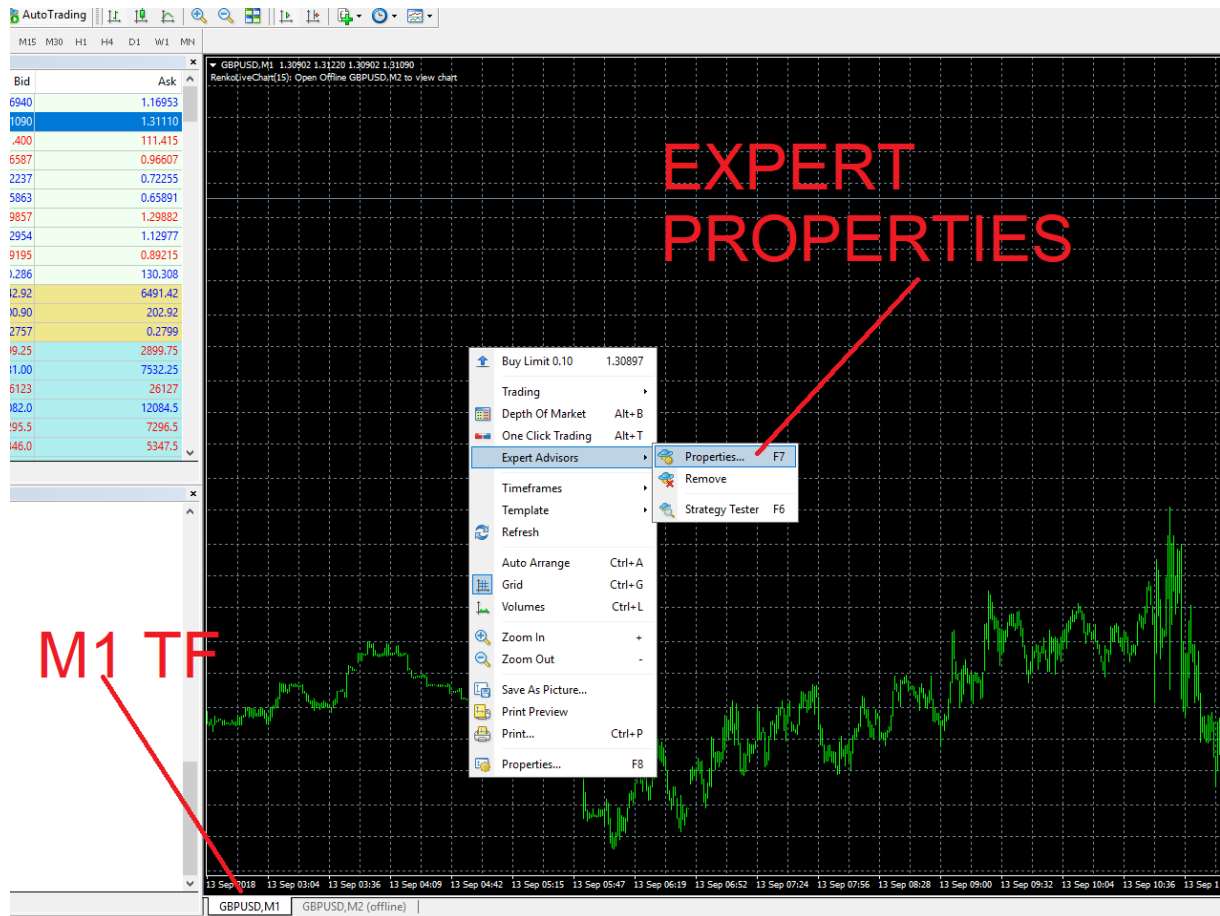 AutoTrading
M15 M30 H1 H4 D1 W1 MN
Bid Ask
6940 1.16953
1090 1.31110
.400 111.415
6587 0.96607
2237 0.72255
5863 0.65891
9857 1.29882
2954 1.12977
9195 0.89215
0.286 130.308
42.92 6491.42
00.90 202.92
2757 0.2799
99.25 2899.75
31.00 7532.25
6123 26127
082.0 12084.5
295.5 7296.5
346.0 5347.5
GBPUSD,M1 1.30902 1.31220 1.30902 1.31090
RenkoLiveChart(15): Open Offline GBPUSD,M2 to view chart
EXPERT
PROPERTIES
Buy Limit 0.10 1.30897
Trading
Depth Of Market Alt+B
One Click Trading Alt+T
Expert Advisors
Properties... F7
Remove
Strategy Tester F6
Timeframes
Template
Refresh
Auto Arrange Ctrl+A
Grid Ctrl+G
Volumes Ctrl+L
Zoom In +
Zoom Out -
Save As Picture...
Print Preview
Print... Ctrl+P
Properties... F8
M1 TF
13 Sep 2018 13 Sep 03:04 13 Sep 03:36 13 Sep 04:09 13 Sep 04:42 13 Sep 05:15 13 Sep 05:47 13 Sep 06:19 13 Sep 06:52 13 Sep 07:24 13 Sep 07:56 13 Sep 08:28 13 Sep 09:00 13 Sep 09:32 13 Sep 10:04 13 Sep 10:36 13 Sep 1
GBPUSD,M1 GBPUSD,M2 (offline)